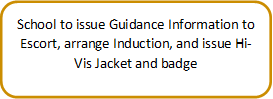 School to issue Guidance Information to
Escort, arrange Induction, and issue Hi-
Vis Jacket and badge